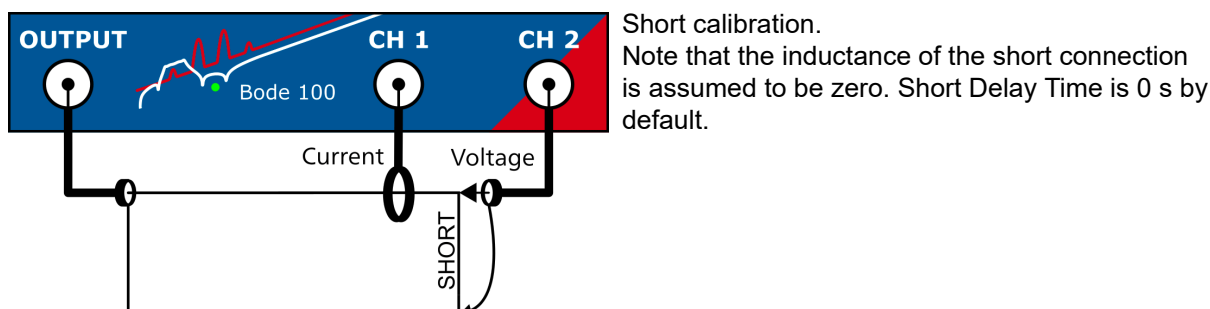 OUTPUT
CH 1
CH 2
Bode 100
Current
Voltage
SHORT
Short calibration.
Note that the inductance of the short connection
is assumed to be zero. Short Delay Time is 0 s by
default.